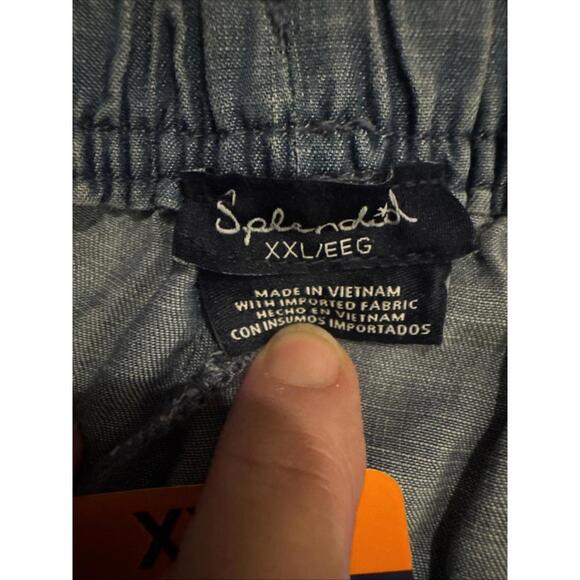 Splendid
XXL/EEG
MADE IN VIETNAM
WITH IMPORTED FABRIC
HECHO EN VIETNAM
CON INSUMOS IMPORTADOS